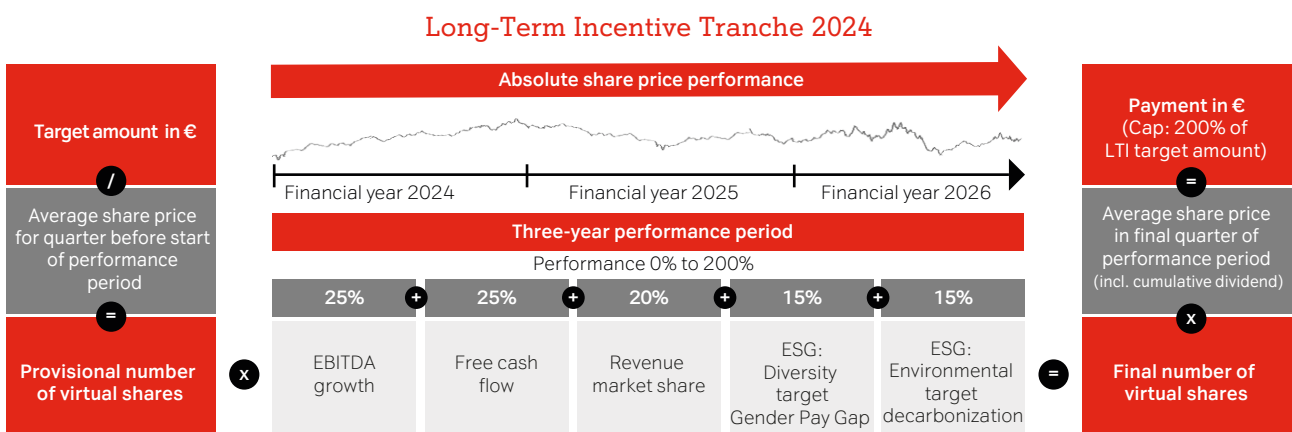 Long-Term Incentive Tranche 2024
Target amount in €
/
Average share price
for quarter before start
of performance
period
=
Provisional number
of virtual shares
x
Absolute share price performance
Financial year 2024
Financial year 2025
Financial year 2026
Three-year performance period
Performance 0% to 200%
25%
+
25%
+
20%
+
15%
+
15%
EBITDA
growth
Free cash
flow
Revenue
market share
ESG:
Diversity
target
Gender Pay Gap
ESG:
Environmental
target
decarbonization
=
Payment in €
(Cap: 200% of
LTI target amount)
=
Average share price
in final quarter of
performance period
(incl. cumulative dividend)
x
Final number of
virtual shares